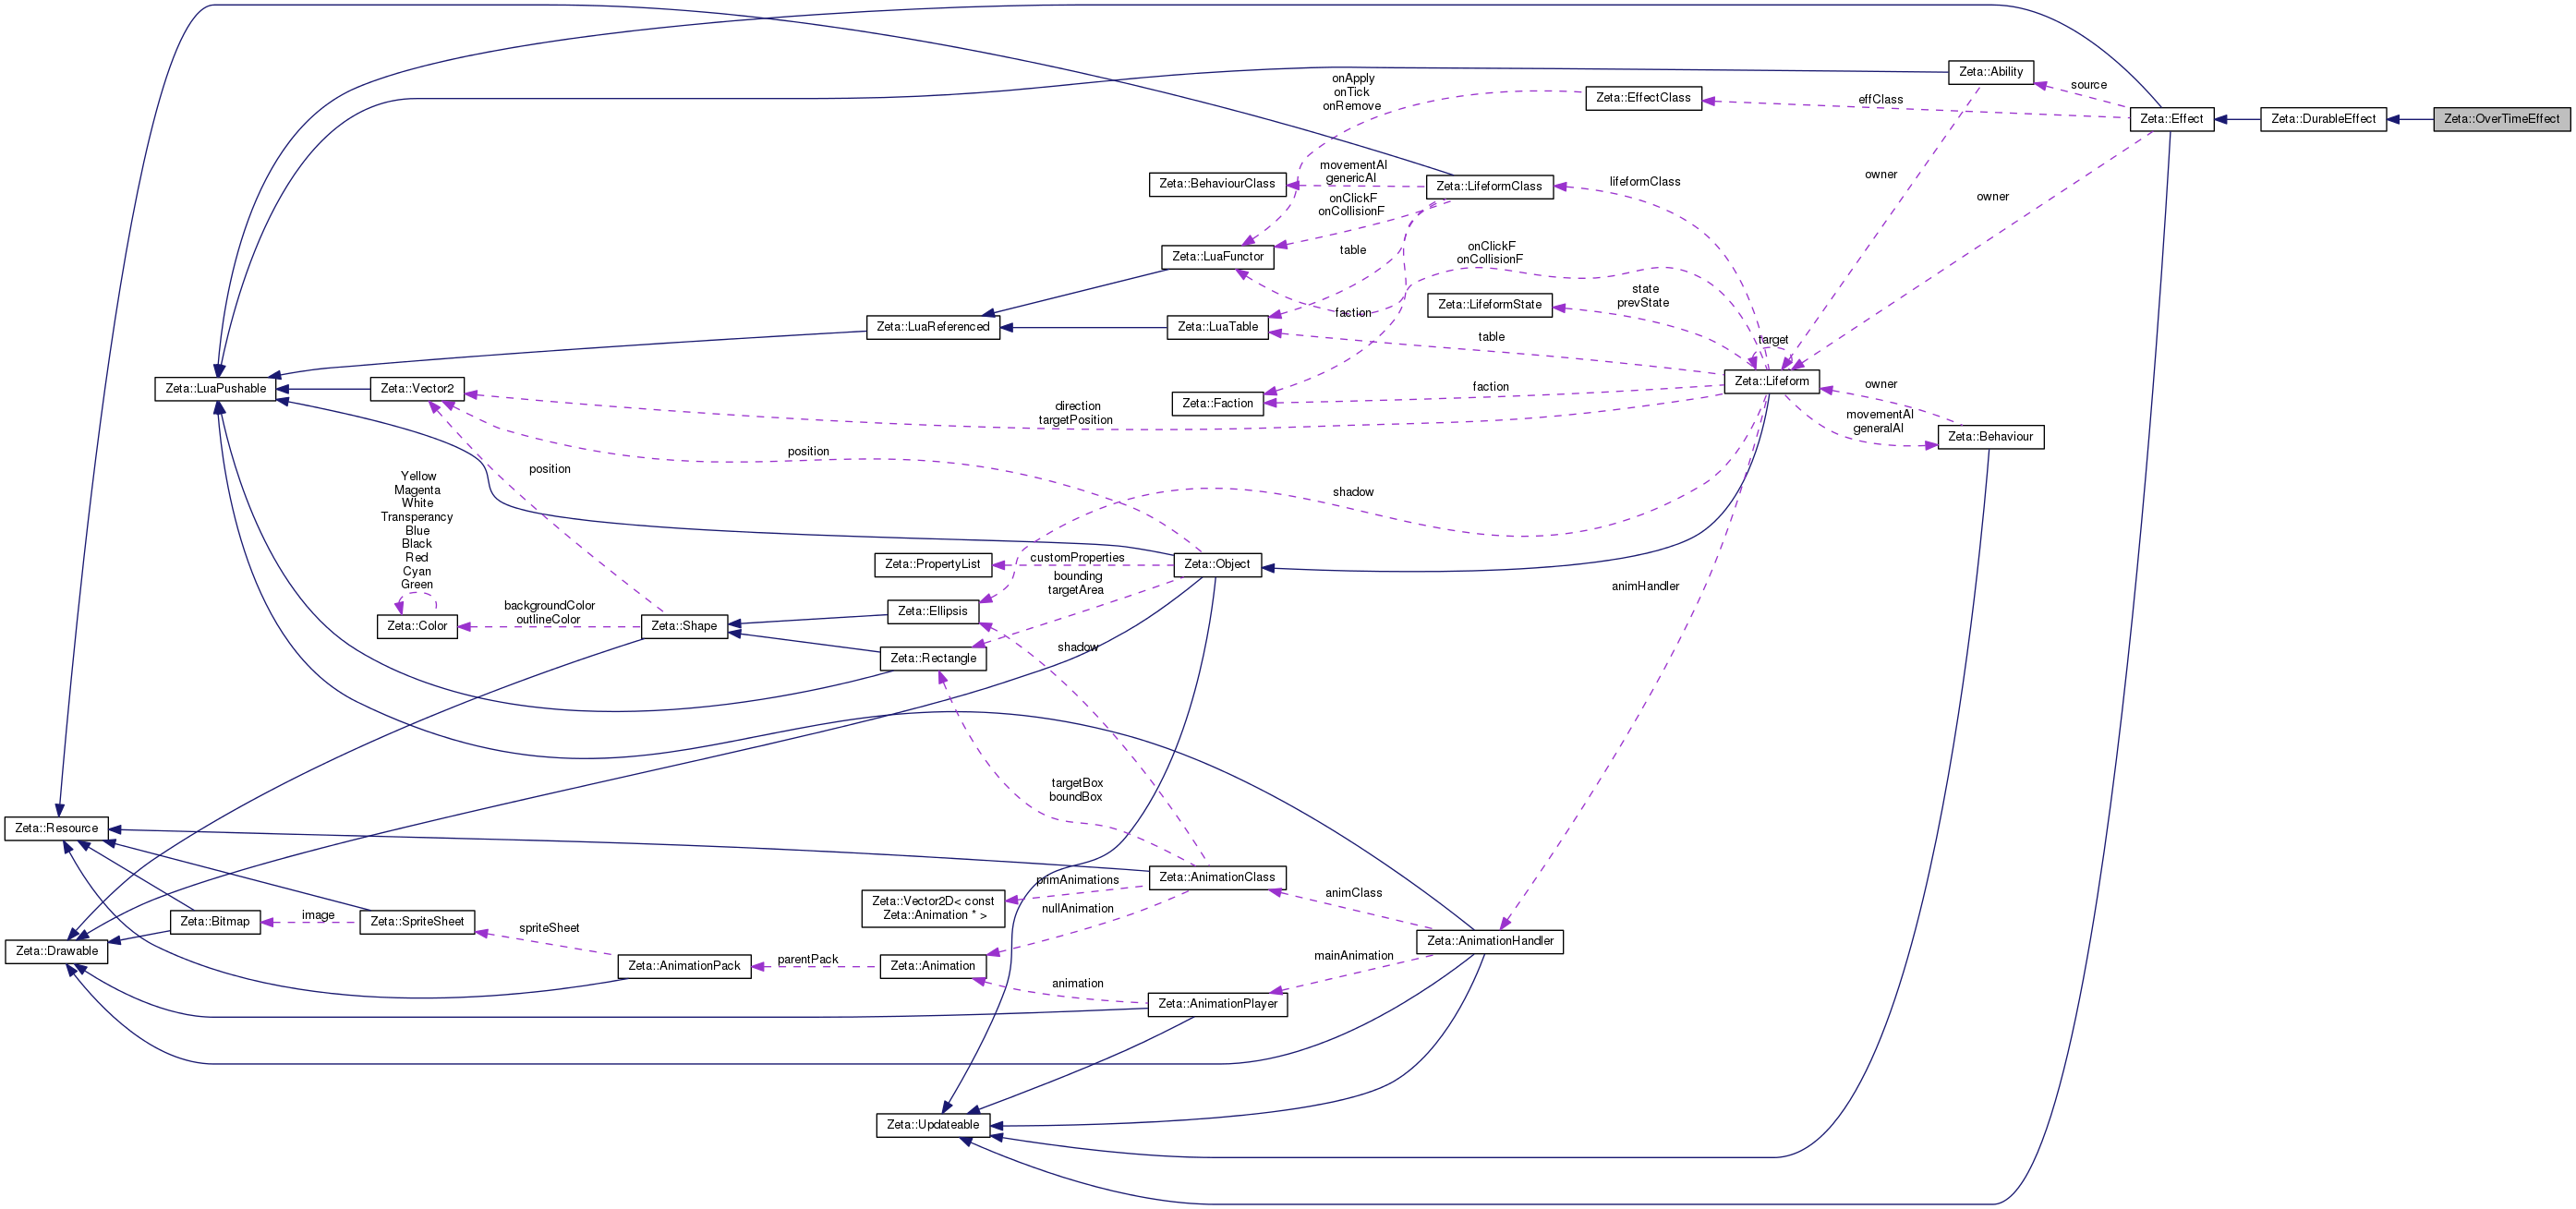 onApply
onTick
onRemove
Zeta::Ability
source
Zeta::EffectClass
effClass
Zeta::Effect
Zeta::DurableEffect
Zeta::OverTimeEffect
movementAI
genericAI
Zeta::BehaviourClass
Zeta::LifeformClass
lifeformClass
owner
owner
onClickF
onCollisionF
table
Zeta::LuaFunctor
onClickF
onCollisionF
state
prevState
Zeta::LifeformState
faction
Zeta::LuaReferenced
Zeta::LuaTable
table
target
Zeta::LuaPushable
Zeta::Vector2
Zeta::Lifeform
owner
faction
Zeta::Faction
direction
targetPosition
movementAI
generalAI
Zeta::Behaviour
position
position
shadow
Yellow
Magenta
White
Transperancy
Blue
Black
Red
Cyan
Green
Zeta::PropertyList
customProperties
Zeta::Object
bounding
targetArea
animHandler
backgroundColor
outlineColor
Zeta::Color
Zeta::Shape
Zeta::Ellipsis
Zeta::Rectangle
shadow
targetBox
boundBox
Zeta::Resource
primAnimations
Zeta::AnimationClass
animClass
Zeta::Vector2D< const
Zeta::Animation * >
nullAnimation
Zeta::Bitmap
image
Zeta::SpriteSheet
spriteSheet
Zeta::Drawable
Zeta::AnimationPack
parentPack
Zeta::Animation
Zeta::AnimationHandler
mainAnimation
animation
Zeta::AnimationPlayer
Zeta::Updateable